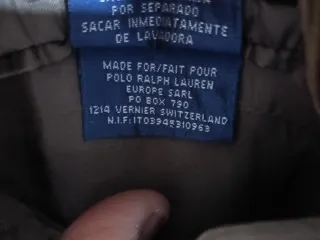 POR SEPARADO
SACAR INMEDIATAMENTE
DE LAVADORA
MADE FOR/FAIT POUR
POLO RALPH LAUREN
EUROPE SARL
PO BOX 790
1214 VERNIER SWITZERLAND
N.I.F:IT03945310963